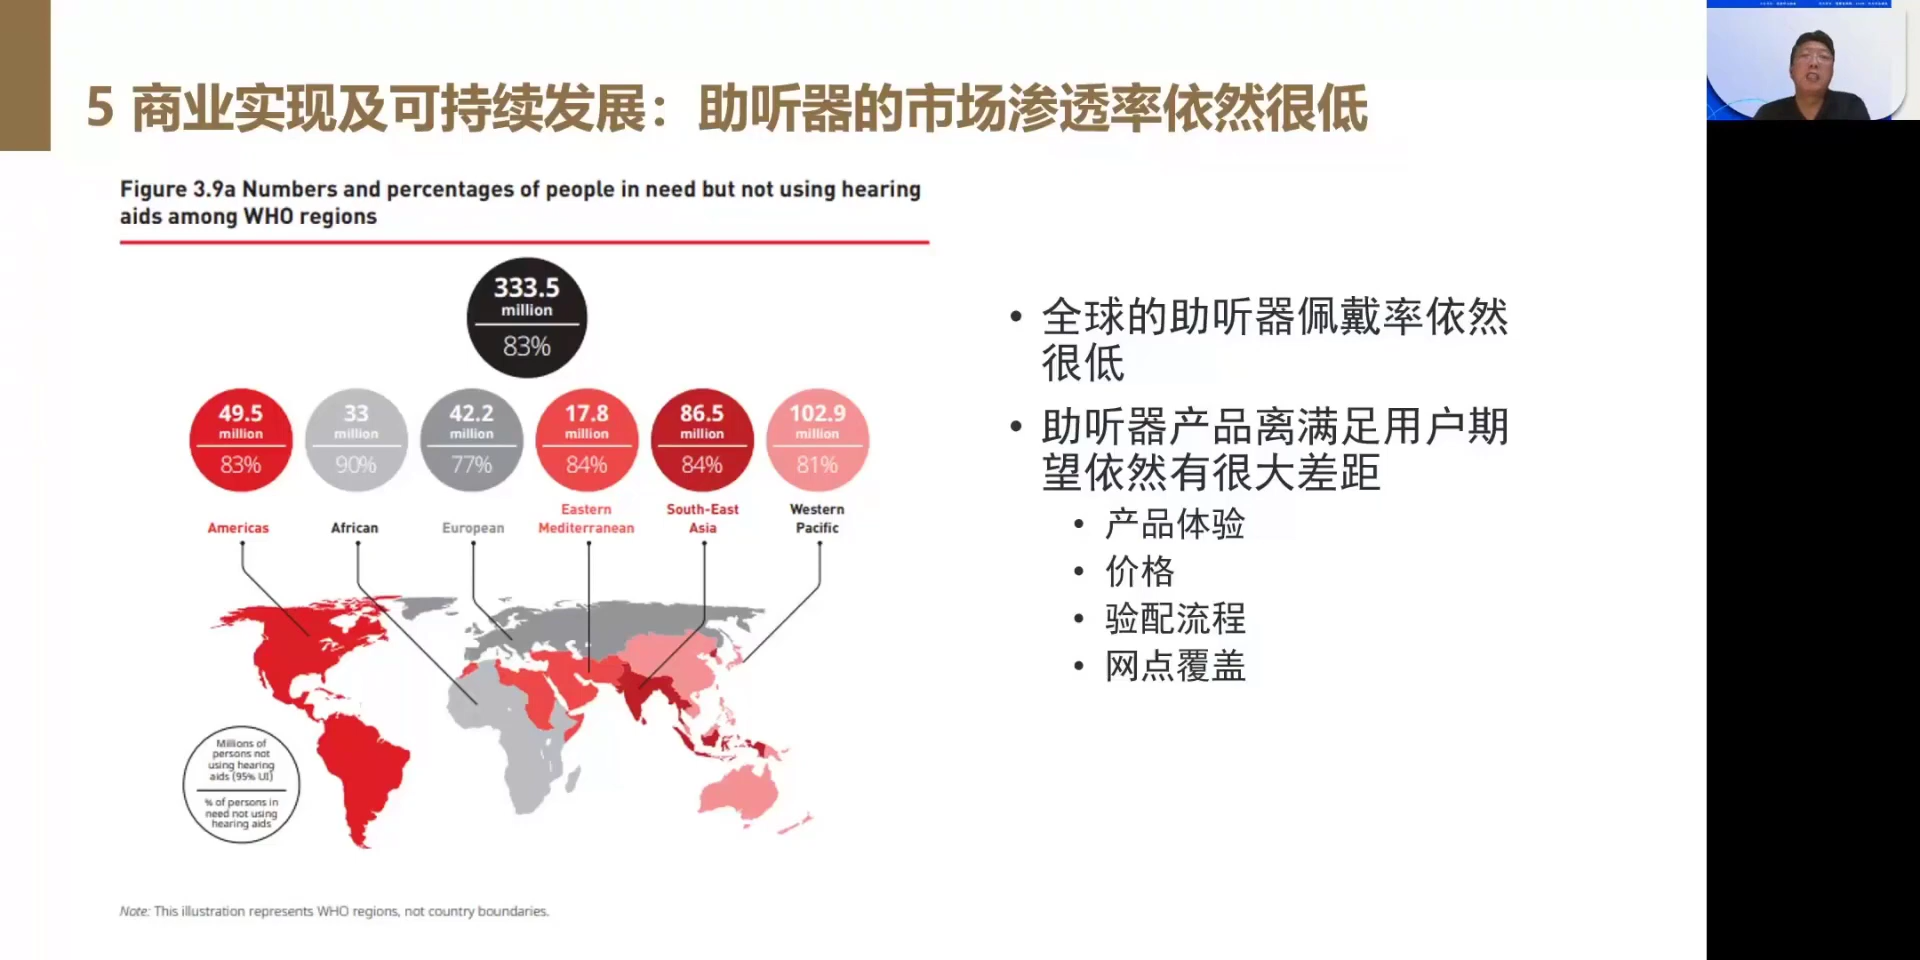 5 商业实现及可持续发展：助听器的市场渗透率依然很低
Figure 3.9a Numbers and percentages of people in need but not using hearing
aids among WHO regions
333.5
million
83%
49.5
million
83%
33
million
90%
42.2
million
77%
17.8
million
84%
86.5
million
84%
102.9
million
81%
Americas
African
European
Eastern
Mediterranean
South-East
Asia
Western
Pacific
Millions of
persons not
using hearing
aids (95% UI)
% of persons in
need not using
hearing aids
Note: This illustration represents WHO regions, not country boundaries.
• 全球的助听器佩戴率依然
很低
• 助听器产品离满足用户期
望依然有很大差距
• 产品体验
• 价格
• 验配流程
• 网点覆盖